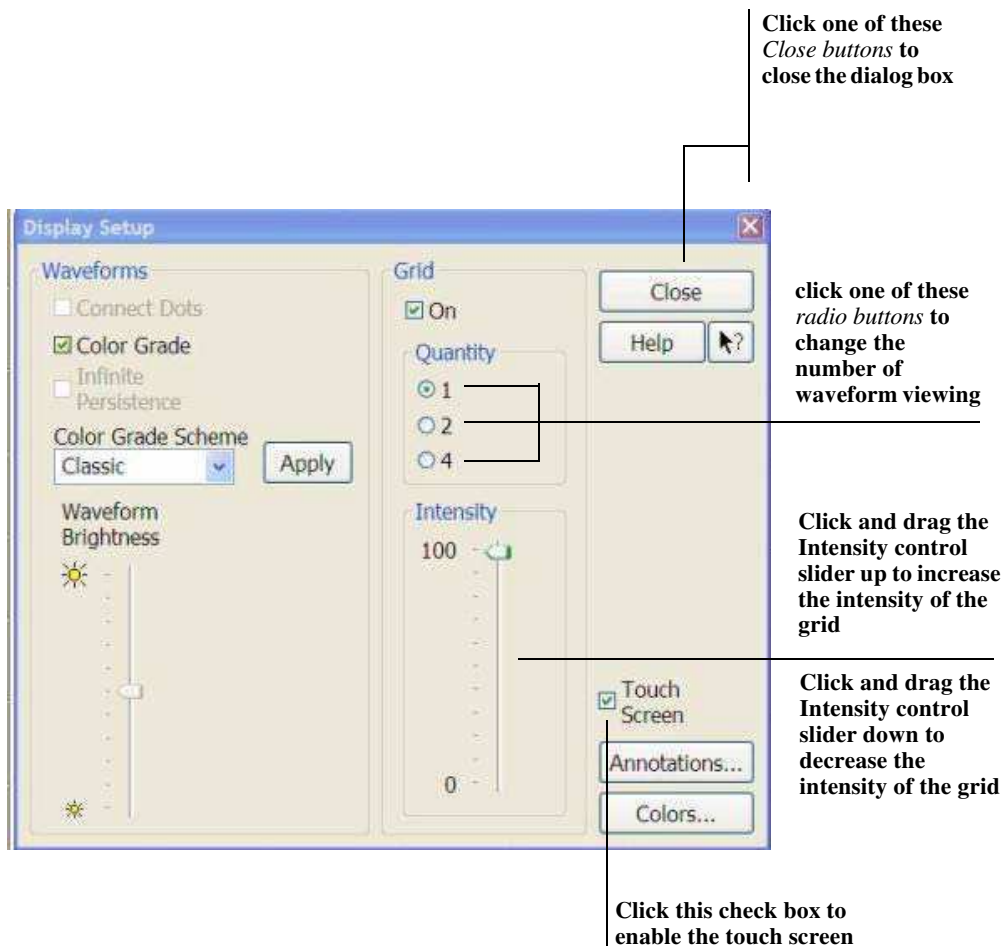 Click one of these
Close buttons to
close the dialog box
Display Setup
Waveforms
Connect Dots
Color Grade
Infinite
Persistence
Color Grade Scheme
Classic
Apply
Waveform
Brightness
Grid
On
Quantity
1
2
4
Intensity
100
0
Close
Help
?
Touch
Screen
Annotations...
Colors...
click one of these
radio buttons to
change the
number of
waveform viewing
Click and drag the
Intensity control
slider up to increase
the intensity of the
grid
Click and drag the
Intensity control
slider down to
decrease the
intensity of the grid
Click this check box to
enable the touch screen